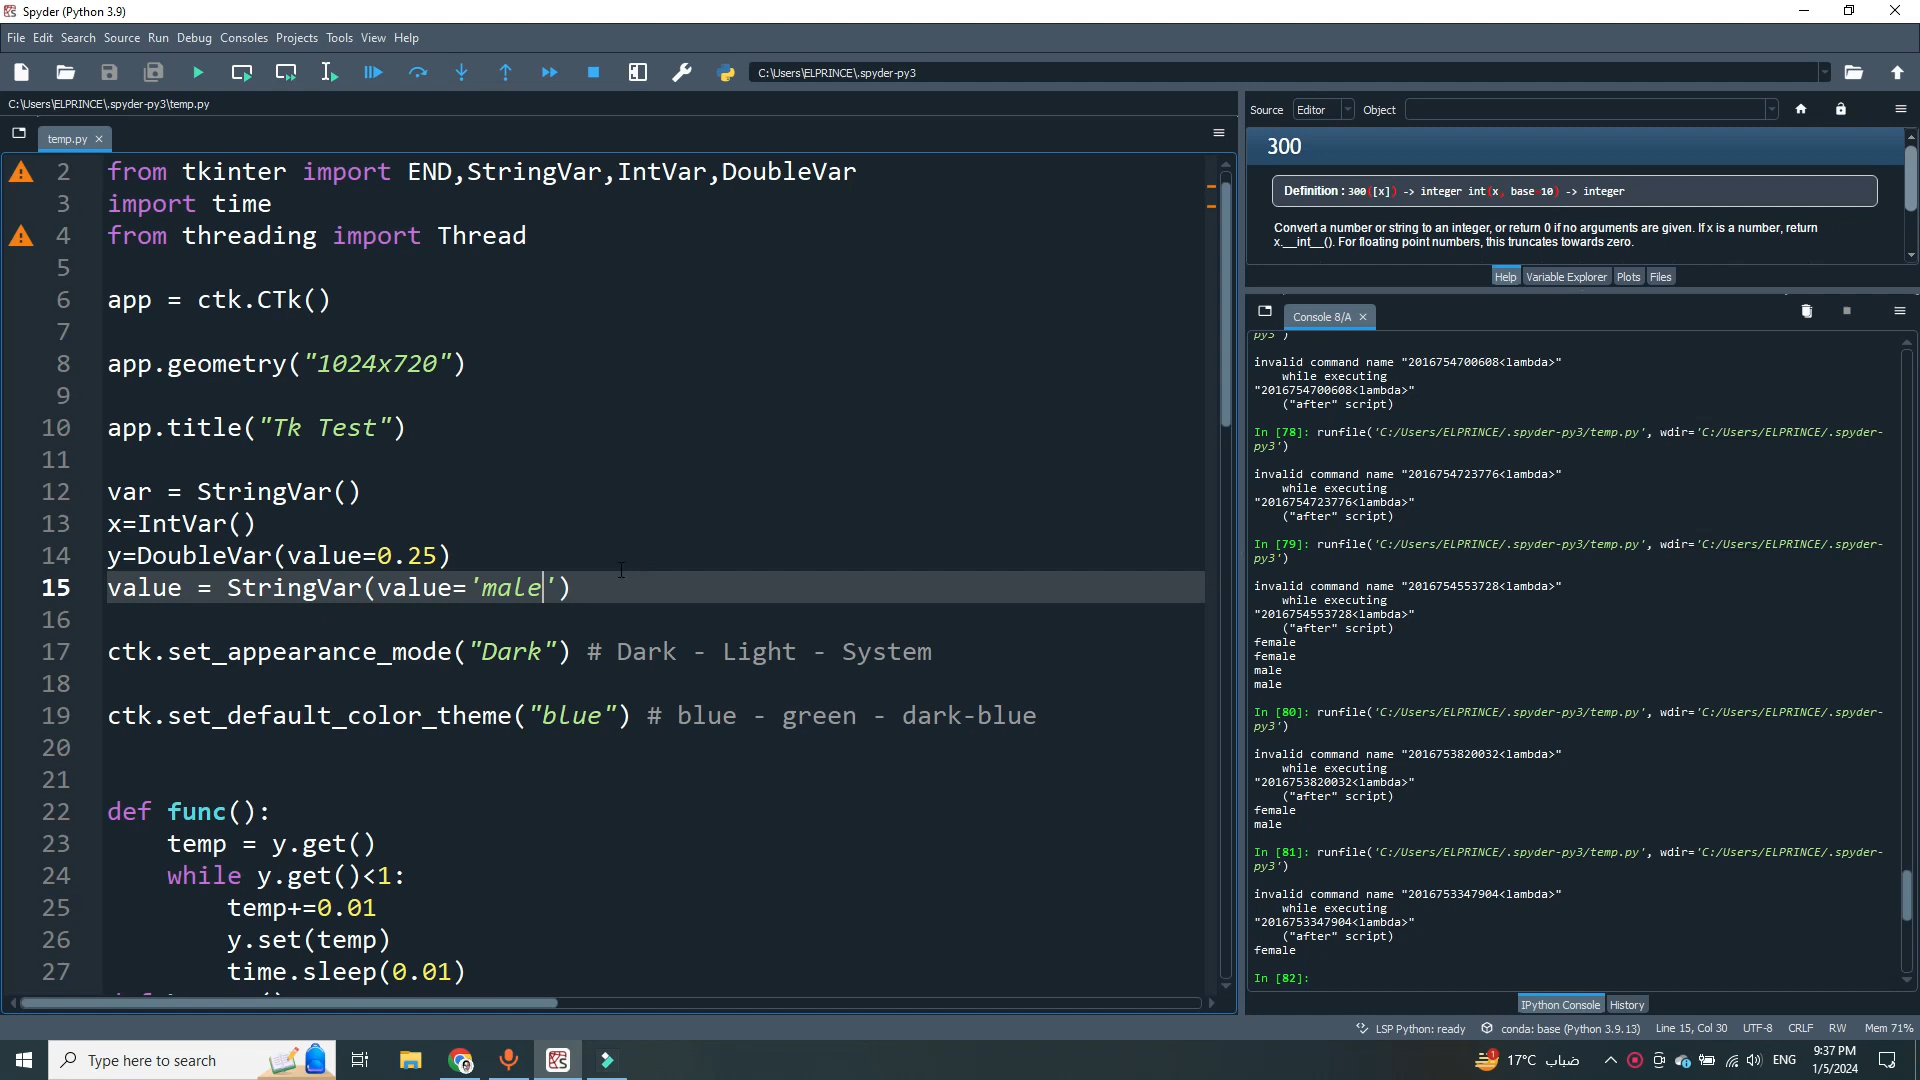 Spyder (Python 3.9)
File Edit Search Source Run Debug Consoles Projects Tools View Help
C:\Users\ELPRINCE\.spyder-py3
C:\Users\ELPRINCE\.spyder-py3\temp.py
temp.py
2 from tkinter import END,StringVar,IntVar,DoubleVar
3 import time
4 from threading import Thread
5
6 app = ctk.CTk()
7
8 app.geometry("1024x720")
9
10 app.title("Tk Test")
11
12 var = StringVar()
13 x=IntVar()
14 y=DoubleVar(value=0.25)
15 value = StringVar(value='male')
16
17 ctk.set_appearance_mode("Dark") # Dark - Light - System
18
19 ctk.set_default_color_theme("blue") # blue - green - dark-blue
20
21
22 def func():
23 temp = y.get()
24 while y.get()<1:
25 temp+=0.01
26 y.set(temp)
27 time.sleep(0.01)
Source Editor Object
300
Definition : 300([x]) -> integer int(x, base=10) -> integer
Convert a number or string to an integer, or return 0 if no arguments are given. If x is a number, return
x.__int__(). For floating point numbers, this truncates towards zero.
Help Variable Explorer Plots Files
Console 8/A
py3')
invalid command name "2016754700608<lambda>"
while executing
"2016754700608<lambda>"
("after" script)
In [78]: runfile('C:/Users/ELPRINCE/.spyder-py3/temp.py', wdir='C:/Users/ELPRINCE/.spyder-
py3')
invalid command name "2016754723776<lambda>"
while executing
"2016754723776<lambda>"
("after" script)
In [79]: runfile('C:/Users/ELPRINCE/.spyder-py3/temp.py', wdir='C:/Users/ELPRINCE/.spyder-
py3')
invalid command name "2016754553728<lambda>"
while executing
"2016754553728<lambda>"
("after" script)
female
female
male
male
In [80]: runfile('C:/Users/ELPRINCE/.spyder-py3/temp.py', wdir='C:/Users/ELPRINCE/.spyder-
py3')
invalid command name "2016753820032<lambda>"
while executing
"2016753820032<lambda>"
("after" script)
female
male
In [81]: runfile('C:/Users/ELPRINCE/.spyder-py3/temp.py', wdir='C:/Users/ELPRINCE/.spyder-
py3')
invalid command name "2016753347904<lambda>"
while executing
"2016753347904<lambda>"
("after" script)
female
In [82]:
IPython Console History
LSP Python: ready conda: base (Python 3.9.13) Line 15, Col 30 UTF-8 CRLF RW Mem 71%
Type here to search
1 17°C ضباب ENG 9:37 PM
1/5/2024